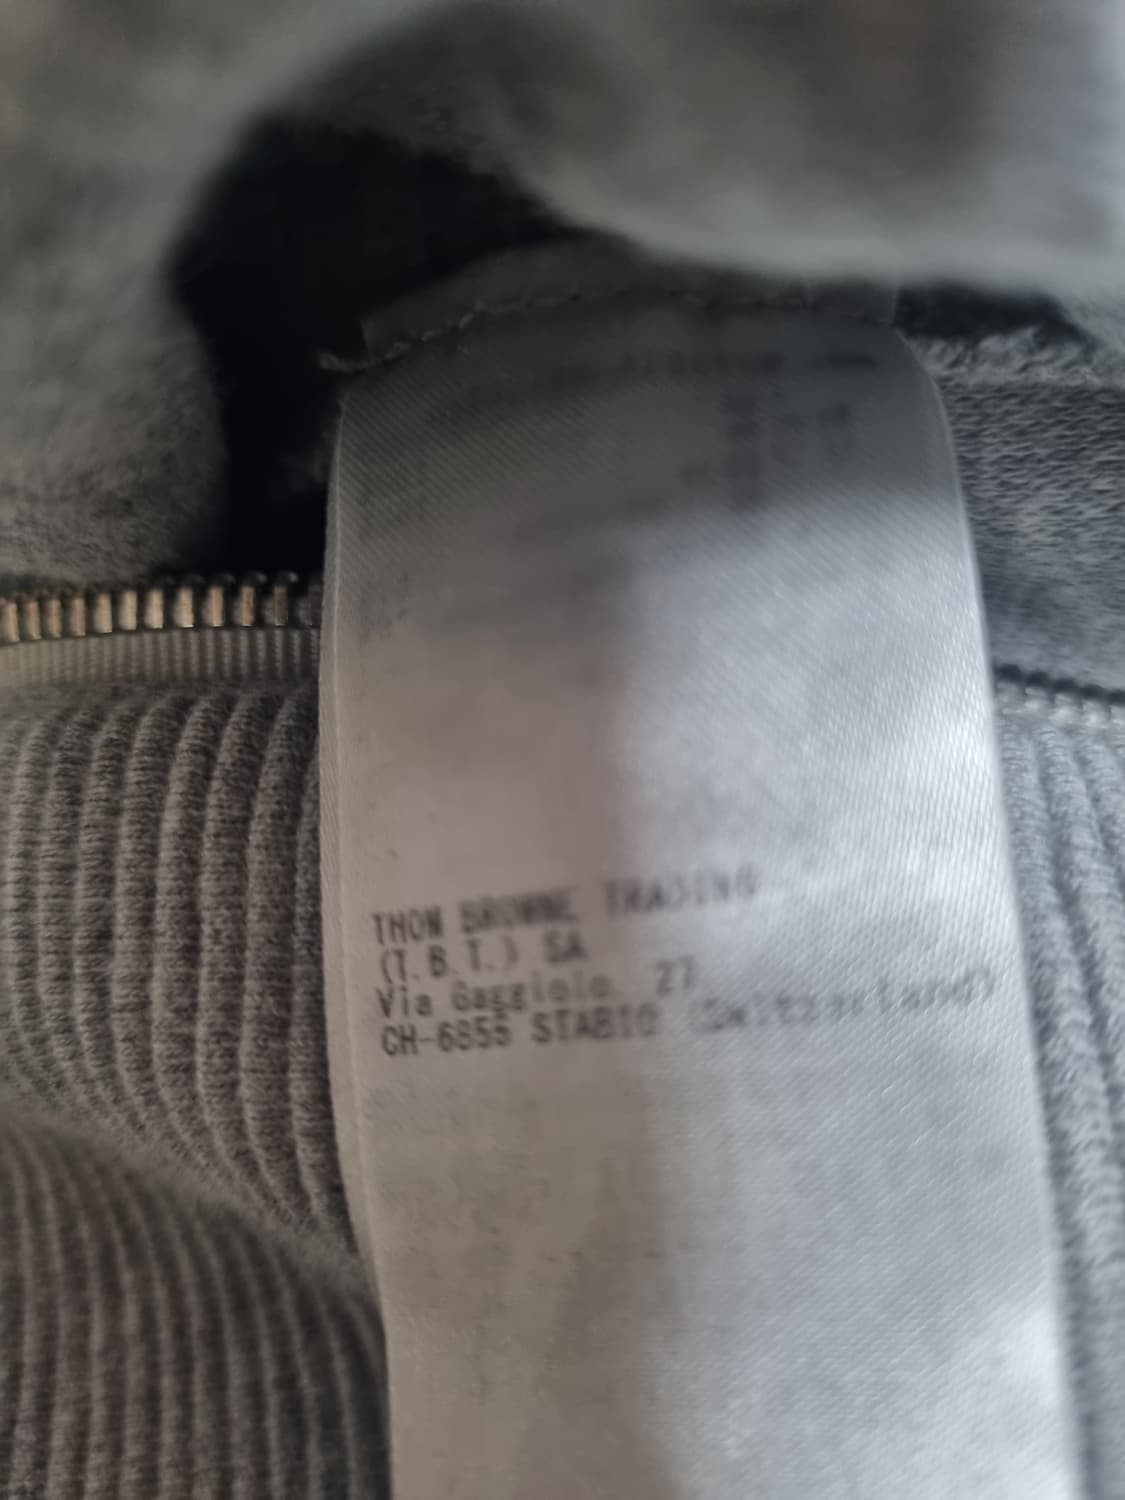 THOM BROWNE TRADING
(T.B.T.) SA
Via Gaggiolo, 27
CH-6855 STABIO (Switzerland)